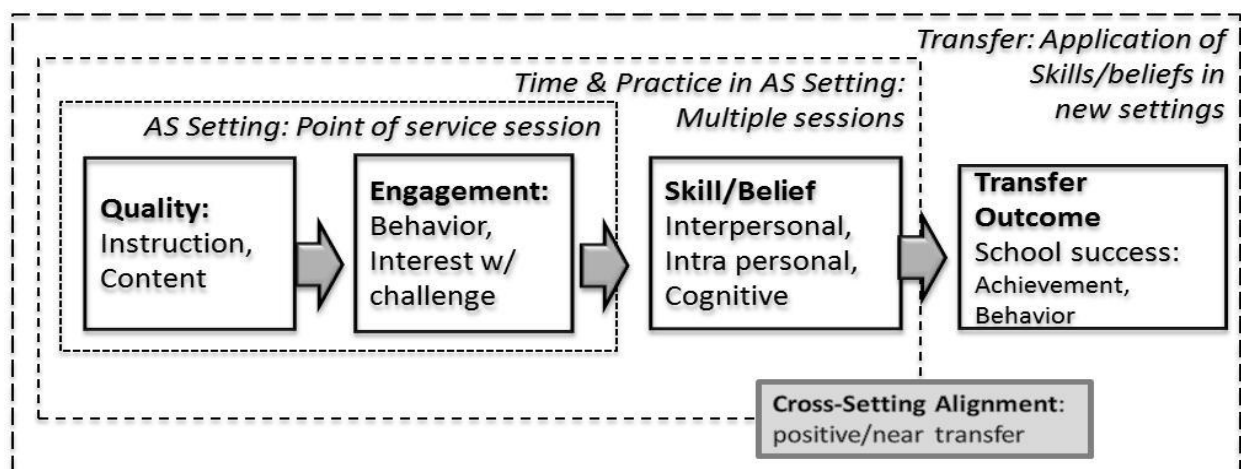 Transfer: Application of
Skills/beliefs in
new settings
Time & Practice in AS Setting:
Multiple sessions
AS Setting: Point of service session
Quality:
Instruction,
Content
Engagement:
Behavior,
Interest w/
challenge
Skill/Belief
Interpersonal,
Intra personal,
Cognitive
Transfer
Outcome
School success:
Achievement,
Behavior
Cross-Setting Alignment:
positive/near transfer